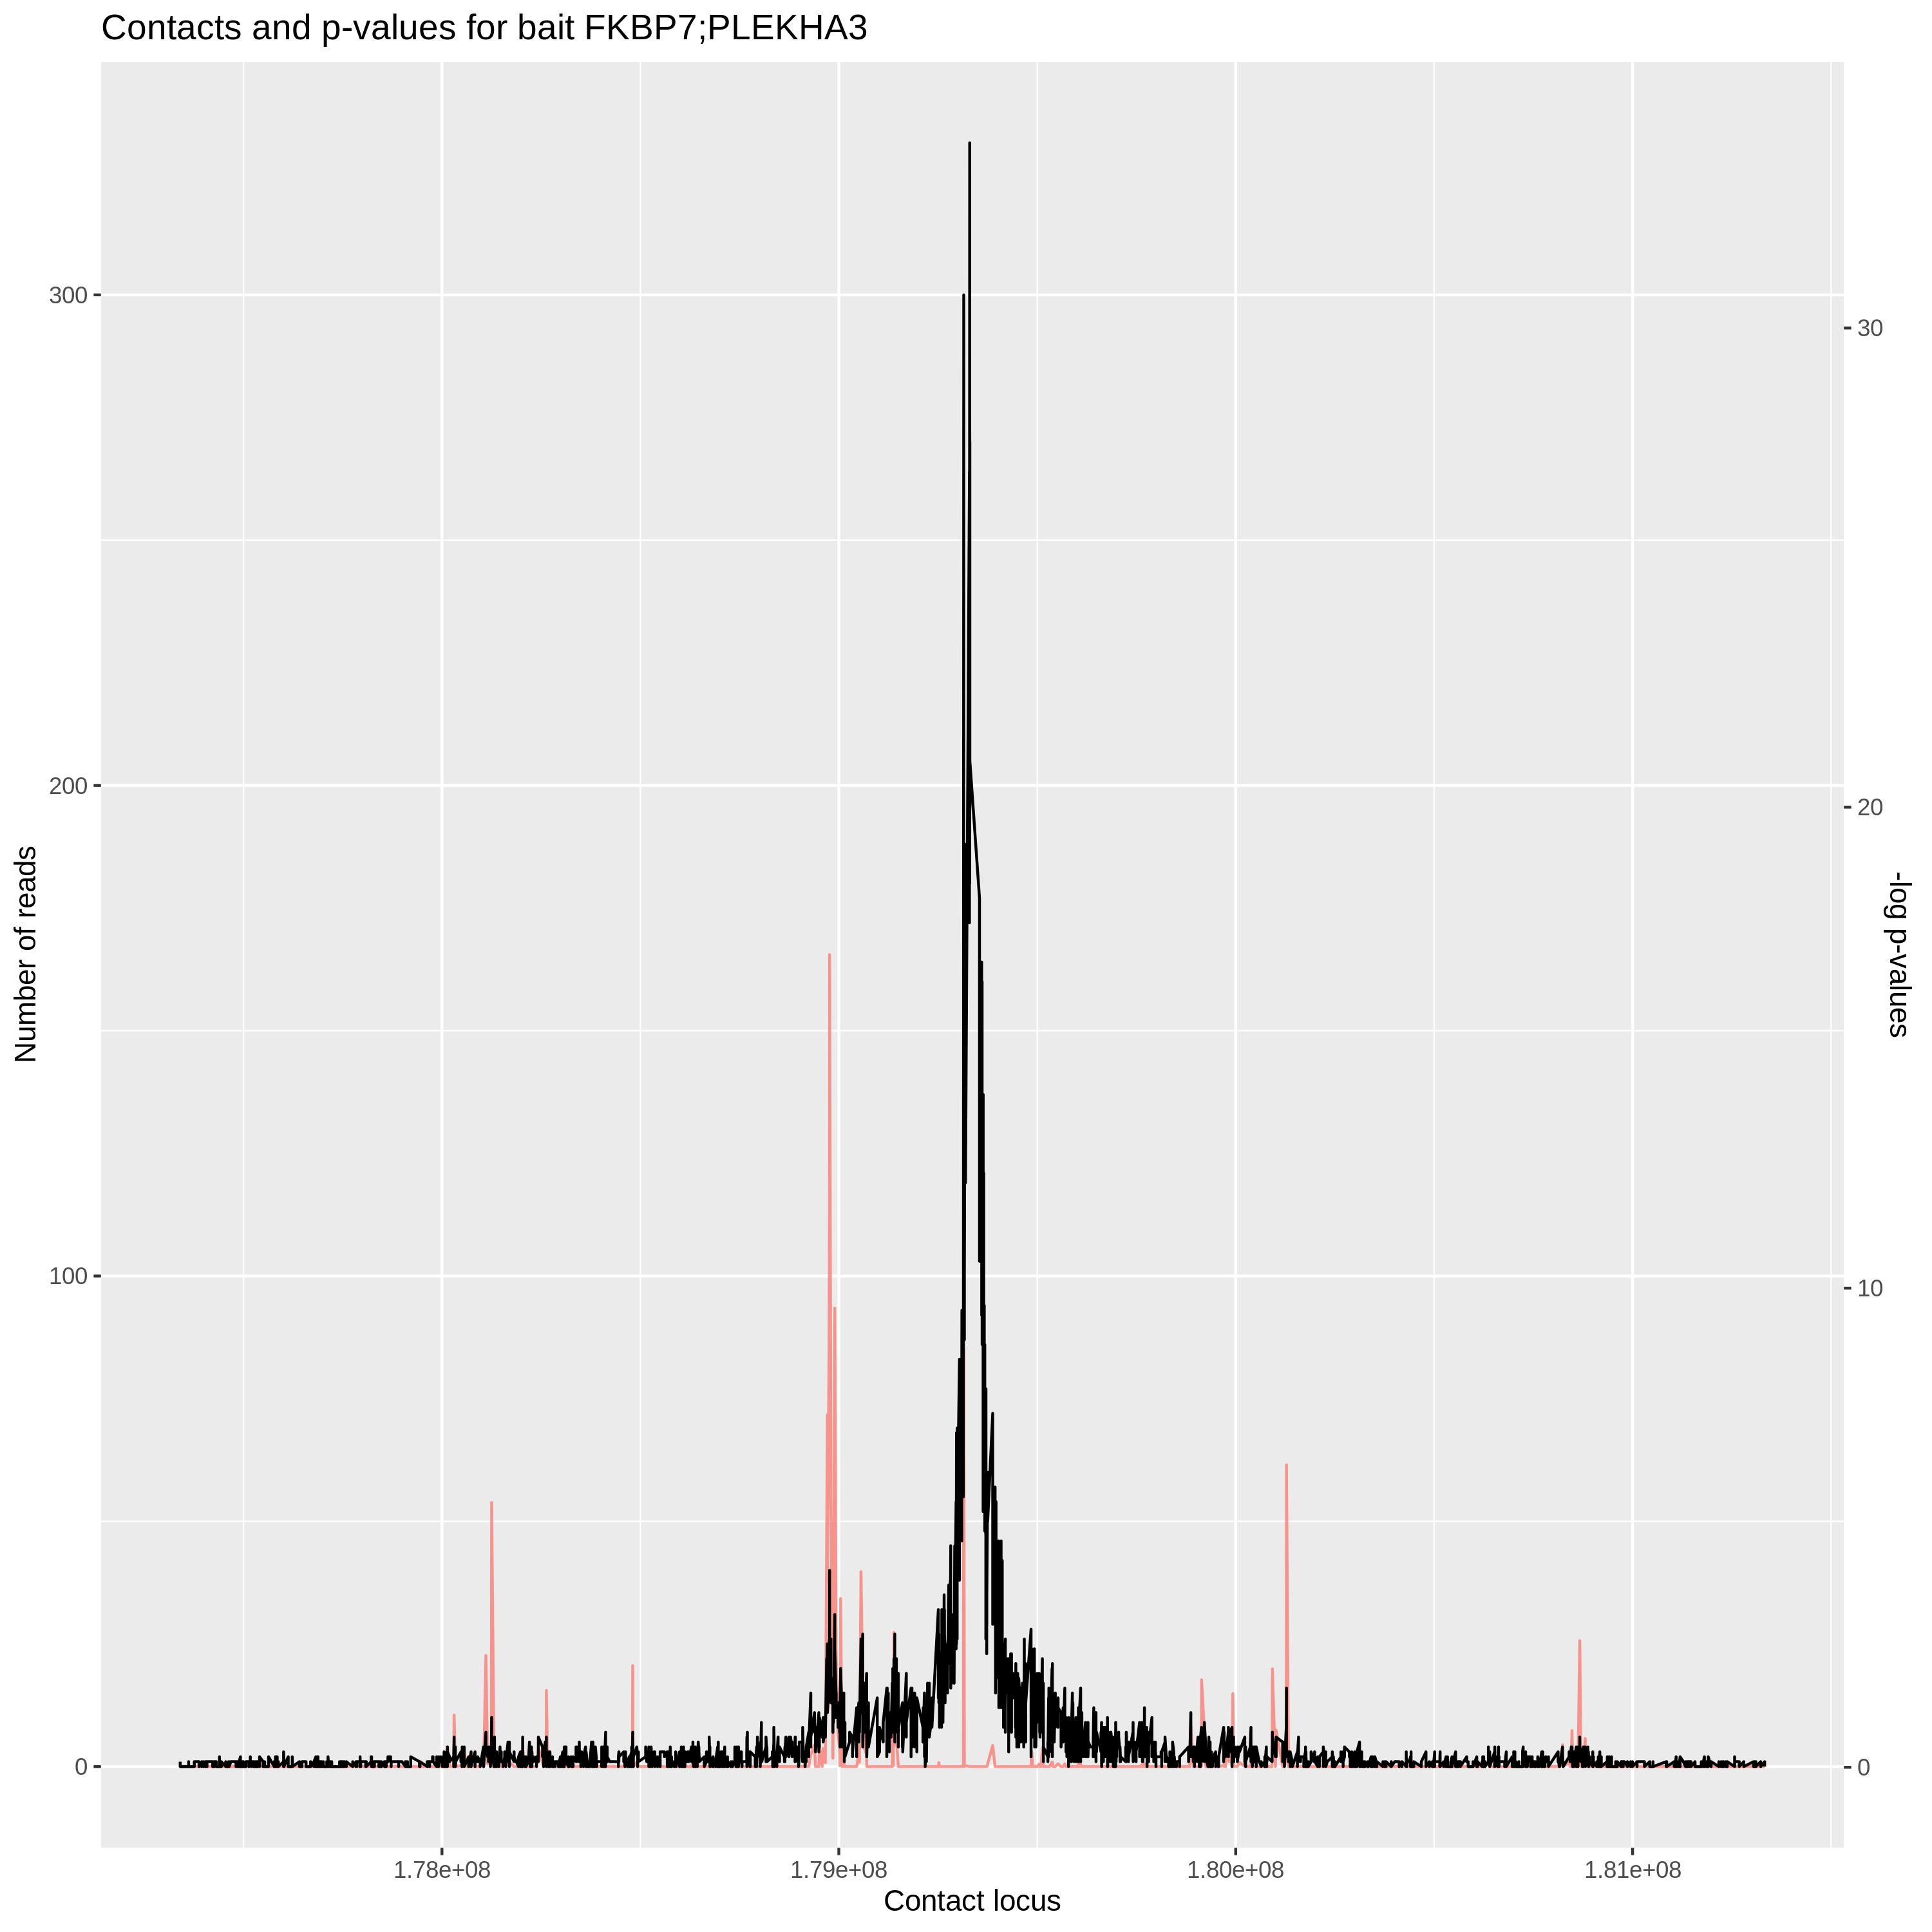 Contacts and p-values for bait FKBP7;PLEKHA3
300
200
100
0
Number of reads
30
20
10
0
-log p-values
1.78e+08
1.79e+08
1.80e+08
1.81e+08
Contact locus